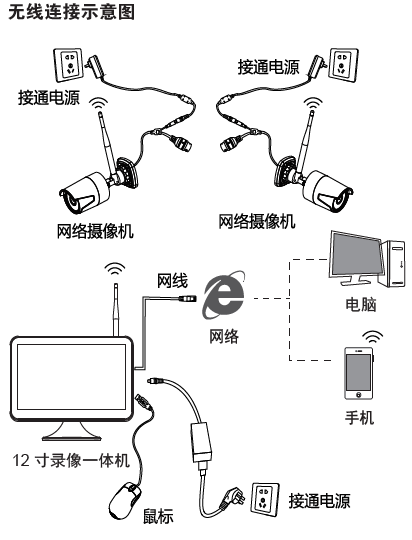 无线连接示意图
接通电源
接通电源
网络摄像机
网络摄像机
网线
网络
电脑
手机
12寸录像一体机
鼠标
接通电源